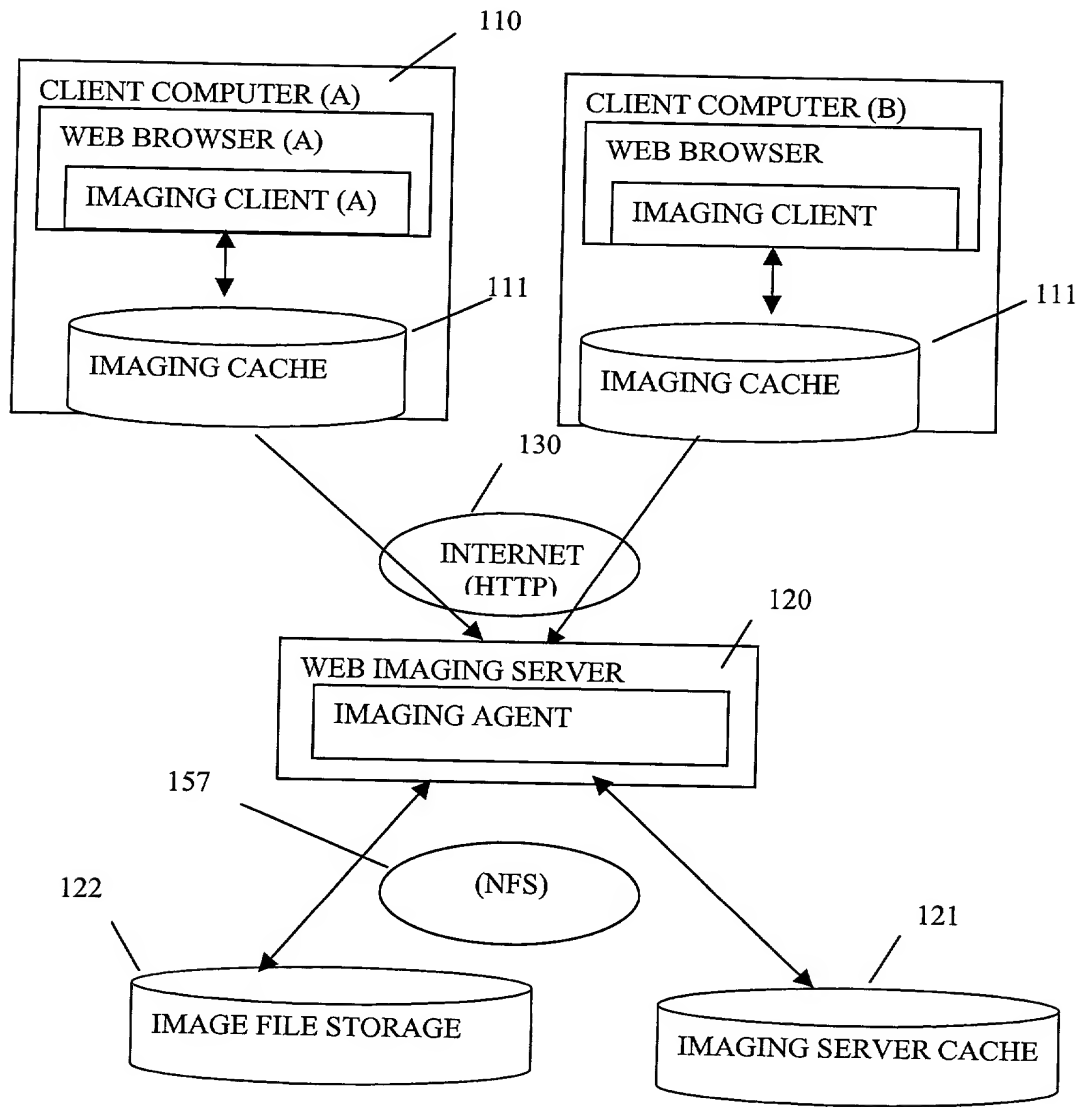 110
CLIENT COMPUTER (A)
WEB BROWSER (A)
IMAGING CLIENT (A)
111
IMAGING CACHE
CLIENT COMPUTER (B)
WEB BROWSER
IMAGING CLIENT
111
IMAGING CACHE
130
INTERNET
(HTTP)
120
WEB IMAGING SERVER
IMAGING AGENT
157
(NFS)
122
IMAGE FILE STORAGE
121
IMAGING SERVER CACHE